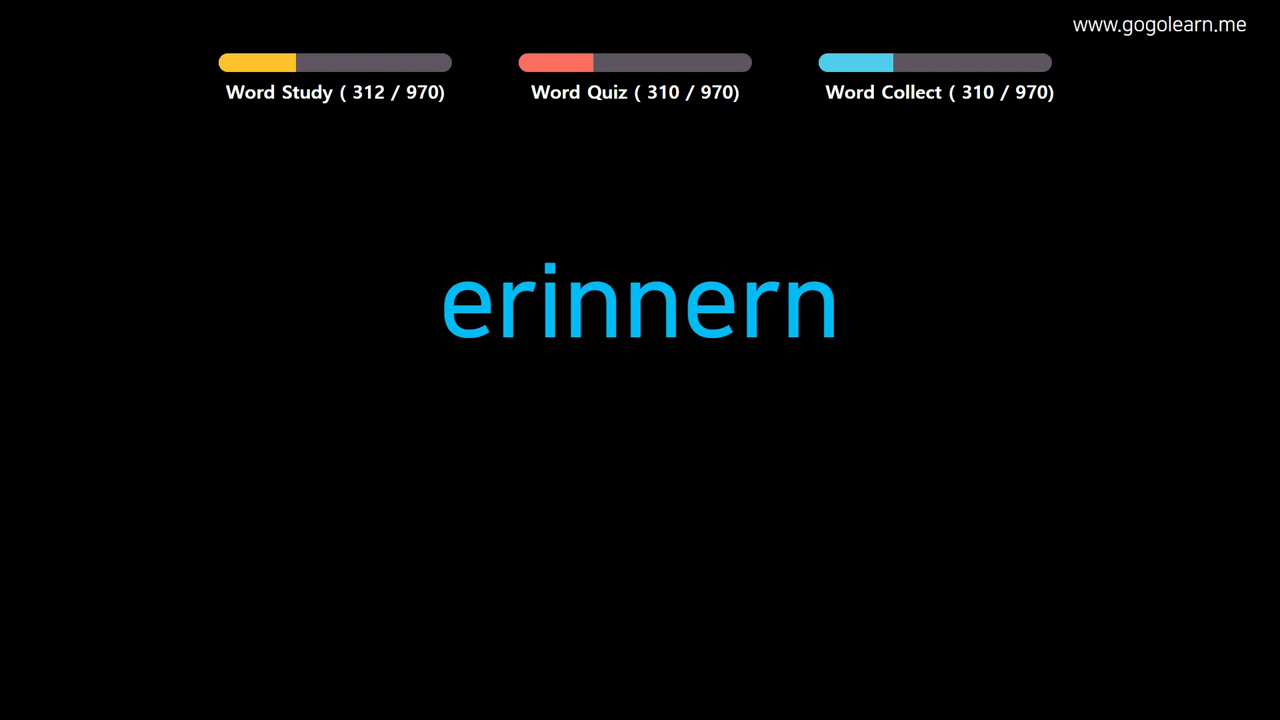 www.gogolearn.me
Word Study ( 312 / 970)
Word Quiz ( 310 / 970)
Word Collect ( 310 / 970)
erinnern